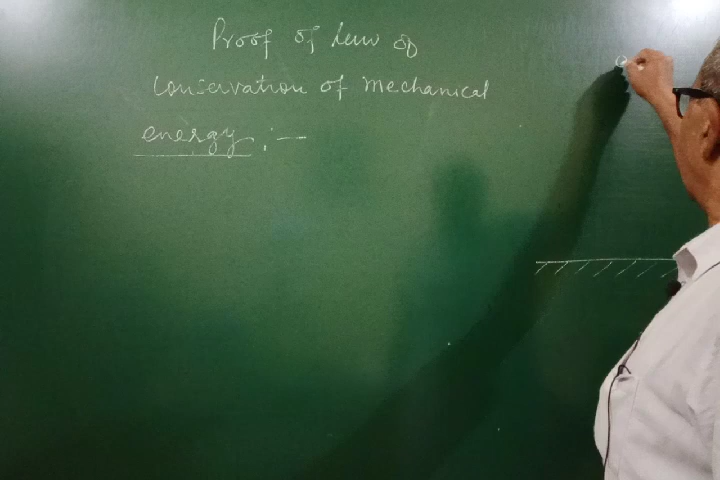 Proof of Law of
Conservation of Mechanical
energy :—